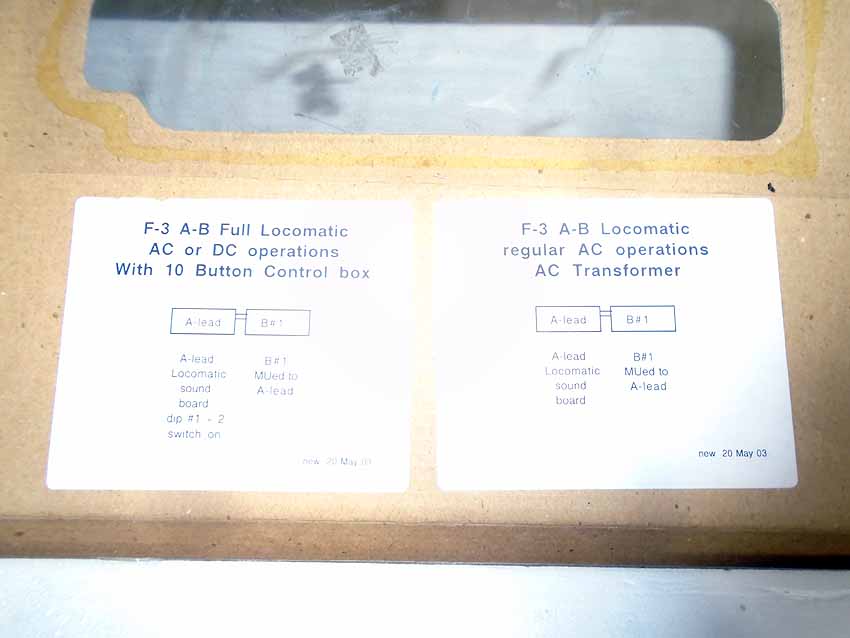 F-3 A-B Full Locomatic
AC or DC operations
With 10 Button Control box
A-lead B#1
A-lead
Locomatic
sound
board
dip #1 - 2
switch on
B#1
MUed to
A-lead
new 20 May 03
F-3 A-B Locomatic
regular AC operations
AC Transformer
A-lead B#1
A-lead
Locomatic
sound
board
B#1
MUed to
A-lead
new 20 May 03